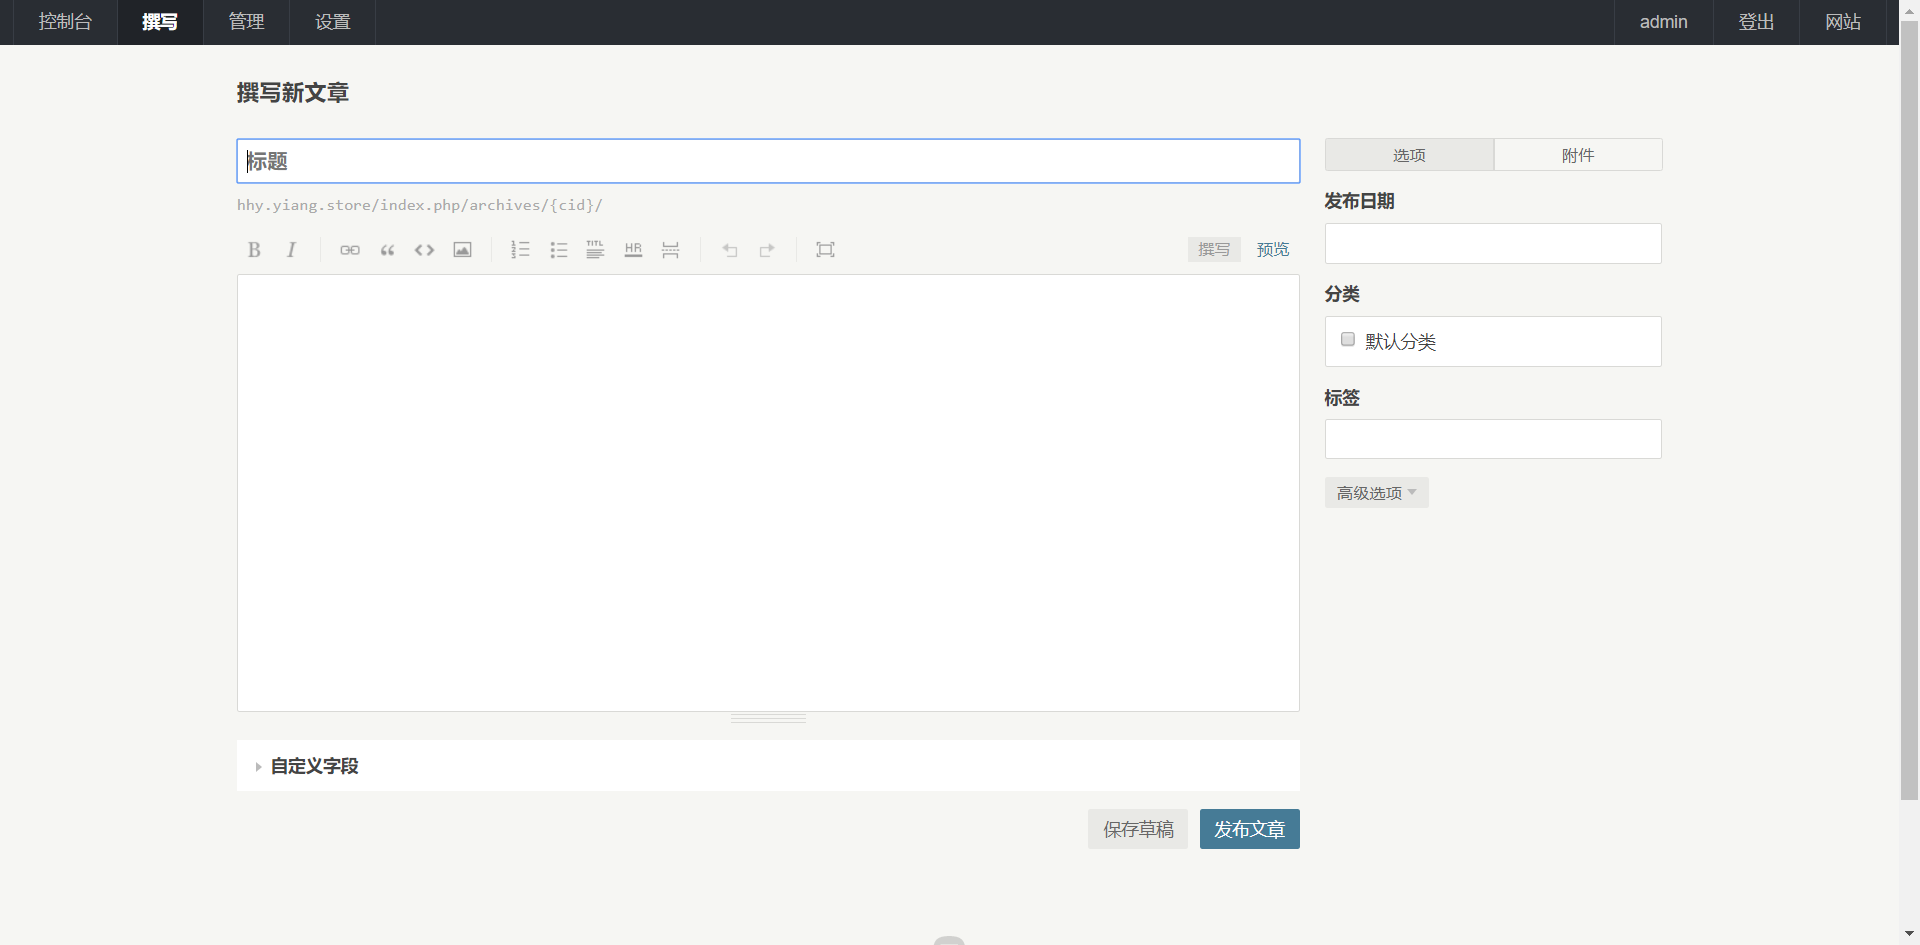 控制台 撰写 管理 设置 admin 登出 网站
撰写新文章
标题
hhy.yiang.store/index.php/archives/{cid}/
B I TITL HR 撰写 预览
选项 附件
发布日期
分类
默认分类
标签
高级选项
自定义字段
保存草稿 发布文章